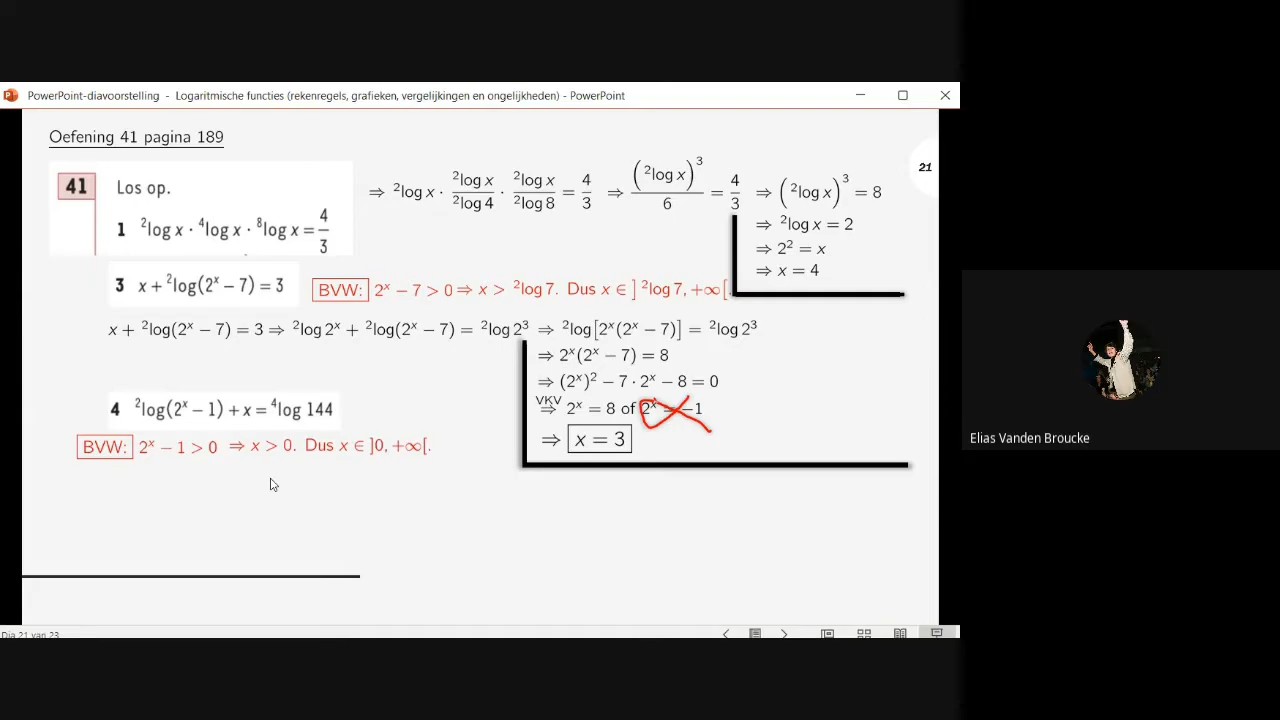 PowerPoint-diavoorstelling - Logaritmische functies (rekenregels, grafieken, vergelijkingen en ongelijkheden) - PowerPoint
Oefening 41 pagina 189
21
41 Los op.
1 ²log x · ⁴log x · ⁸log x = 4/3
⇒ ²log x · ²log x/²log 4 · ²log x/²log 8 = 4/3 ⇒ (²log x)³/6 = 4/3 ⇒ (²log x)³ = 8
⇒ ²log x = 2
⇒ 2² = x
⇒ x = 4
3 x + ²log(2ˣ − 7) = 3
BVW: 2ˣ − 7 > 0 ⇒ x > ²log 7. Dus x ∈ ] ²log 7, +∞[.
x + ²log(2ˣ − 7) = 3 ⇒ ²log 2ˣ + ²log(2ˣ − 7) = ²log 2³ ⇒ ²log[2ˣ(2ˣ − 7)] = ²log 2³
⇒ 2ˣ(2ˣ − 7) = 8
⇒ (2ˣ)² − 7 · 2ˣ − 8 = 0
VKV
⇒ 2ˣ = 8 of 2ˣ = −1
⇒ x = 3
4 ²log(2ˣ − 1) + x = ⁴log 144
BVW: 2ˣ − 1 > 0 ⇒ x > 0. Dus x ∈ ]0, +∞[.
Dia 21 van 23
Elias Vanden Broucke